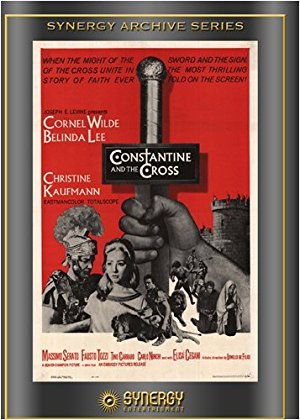 SYNERGY ARCHIVE SERIES
WHEN THE MIGHT OF THE SWORD AND THE SIGN
OF THE CROSS UNITE IN THE MOST THRILLING
STORY OF FAITH EVER TOLD ON THE SCREEN!
JOSEPH E. LEVINE presents
CORNEL WILDE
BELINDA LEE
CONSTANTINE
AND THE CROSS
CHRISTINE
KAUFMANN
EASTMANCOLOR TOTALSCOPE
MASSIMO SERATO FAUSTO TOZZI TINO CARRARO CARLO NINCHI and with ELISA CEGANI
AN EMBASSY PICTURES RELEASE
SYNERGY
ENTERTAINMENT